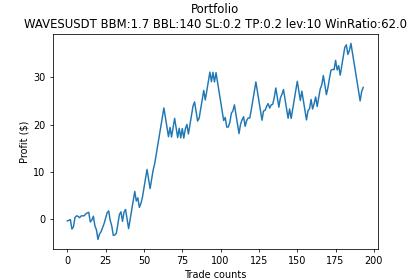 Portfolio
WAVESUSDT BBM:1.7 BBL:140 SL:0.2 TP:0.2 lev:10 WinRatio:62.0
Profit ($)
30
20
10
0
0 25 50 75 100 125 150 175 200
Trade counts